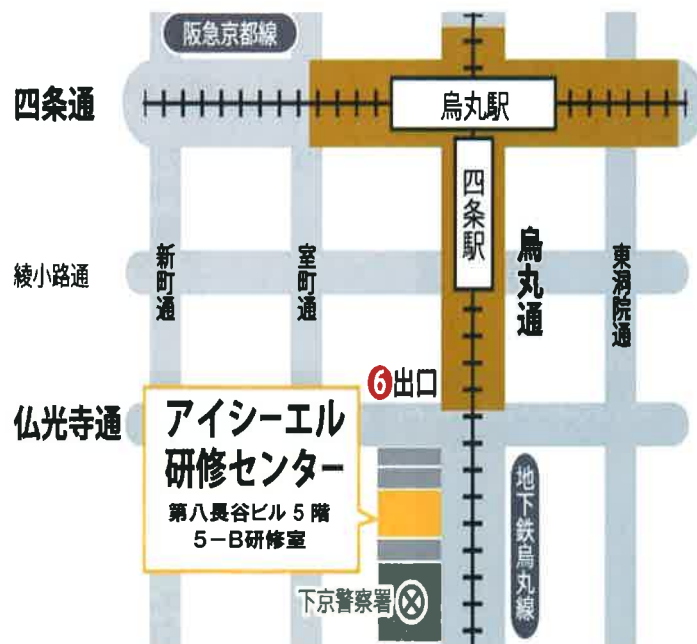 阪急京都線
四条通
烏丸駅
四条駅
綾小路通
新町通
室町通
烏丸通
東洞院通
6出口
仏光寺通
アイシーエル
研修センター
第八長谷ビル 5 階
5−B研修室
地下鉄烏丸線
下京警察署